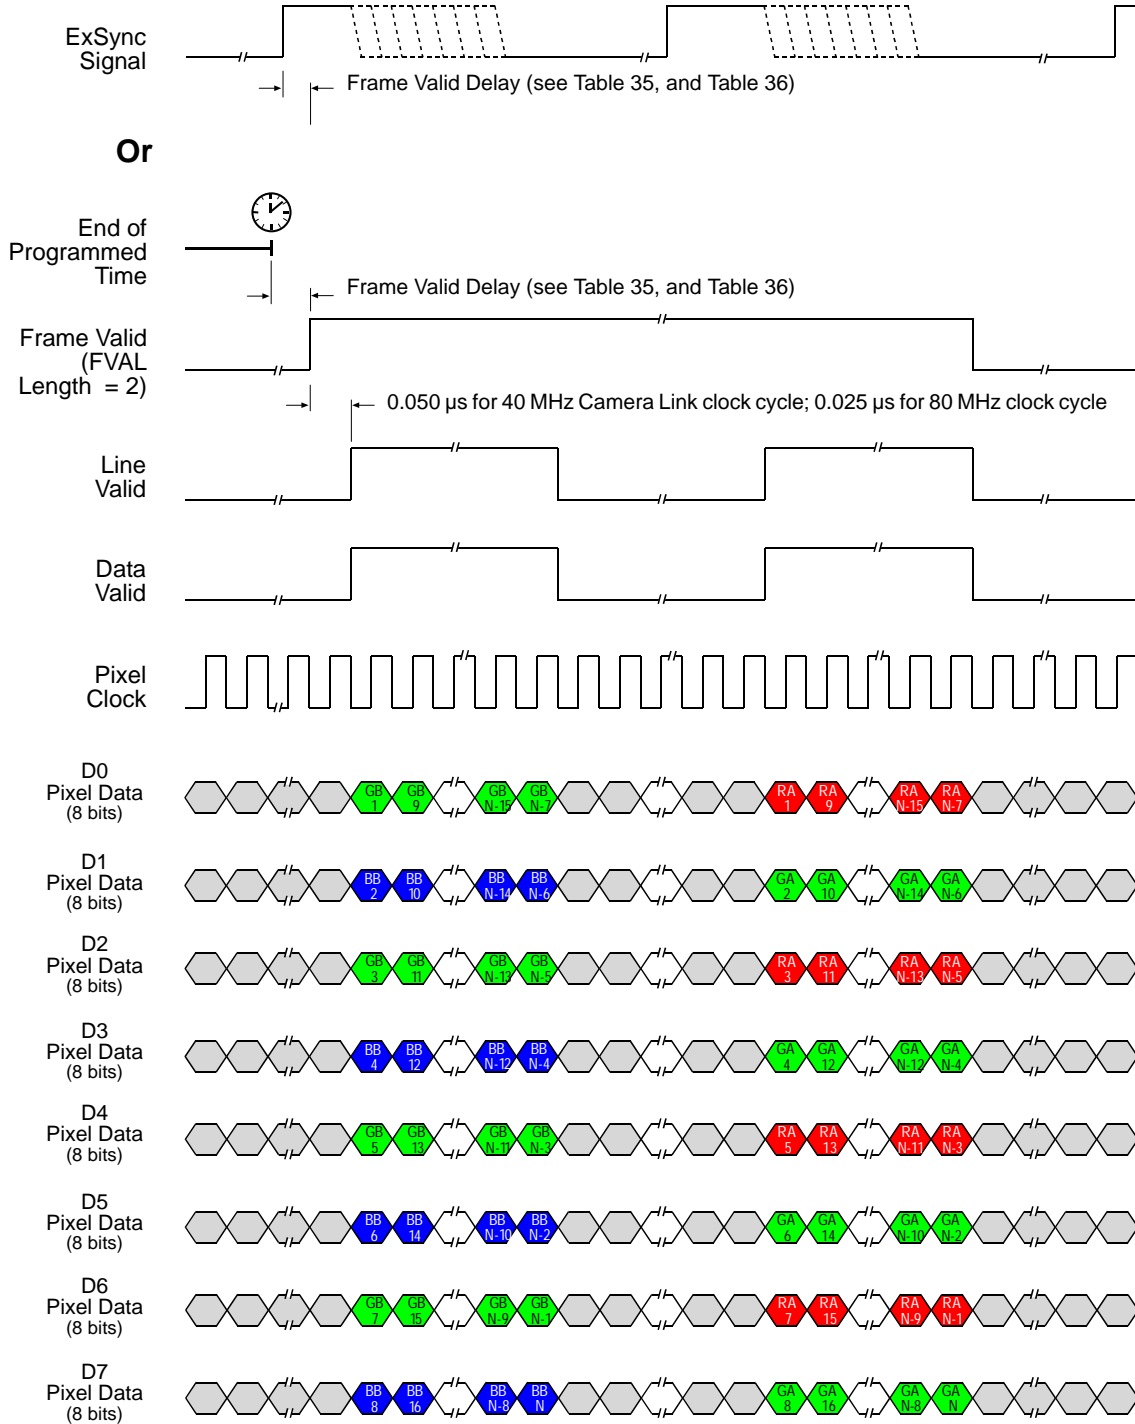 ExSync
Signal
Frame Valid Delay (see Table 35, and Table 36)
Or
End of
Programmed
Time
Frame Valid Delay (see Table 35, and Table 36)
Frame Valid
(FVAL
Length = 2)
0.050 µs for 40 MHz Camera Link clock cycle; 0.025 µs for 80 MHz clock cycle
Line
Valid
Data
Valid
Pixel
Clock
D0
Pixel Data
(8 bits)
GB GB GB GB RA RA RA RA
1 9 N-15 N-7 1 9 N-15 N-7
D1
Pixel Data
(8 bits)
BB BB BB BB GA GA GA GA
2 10 N-14 N-6 2 10 N-14 N-6
D2
Pixel Data
(8 bits)
GB GB GB GB RA RA RA RA
3 11 N-13 N-5 3 11 N-13 N-5
D3
Pixel Data
(8 bits)
BB BB BB BB GA GA GA GA
4 12 N-12 N-4 4 12 N-12 N-4
D4
Pixel Data
(8 bits)
GB GB GB GB RA RA RA RA
5 13 N-11 N-3 5 13 N-11 N-3
D5
Pixel Data
(8 bits)
BB BB BB BB GA GA GA GA
6 14 N-10 N-2 6 14 N-10 N-2
D6
Pixel Data
(8 bits)
GB GB GB GB RA RA RA RA
7 15 N-9 N-1 7 15 N-9 N-1
D7
Pixel Data
(8 bits)
BB BB BB BB GA GA GA GA
8 16 N-8 N 8 16 N-8 N